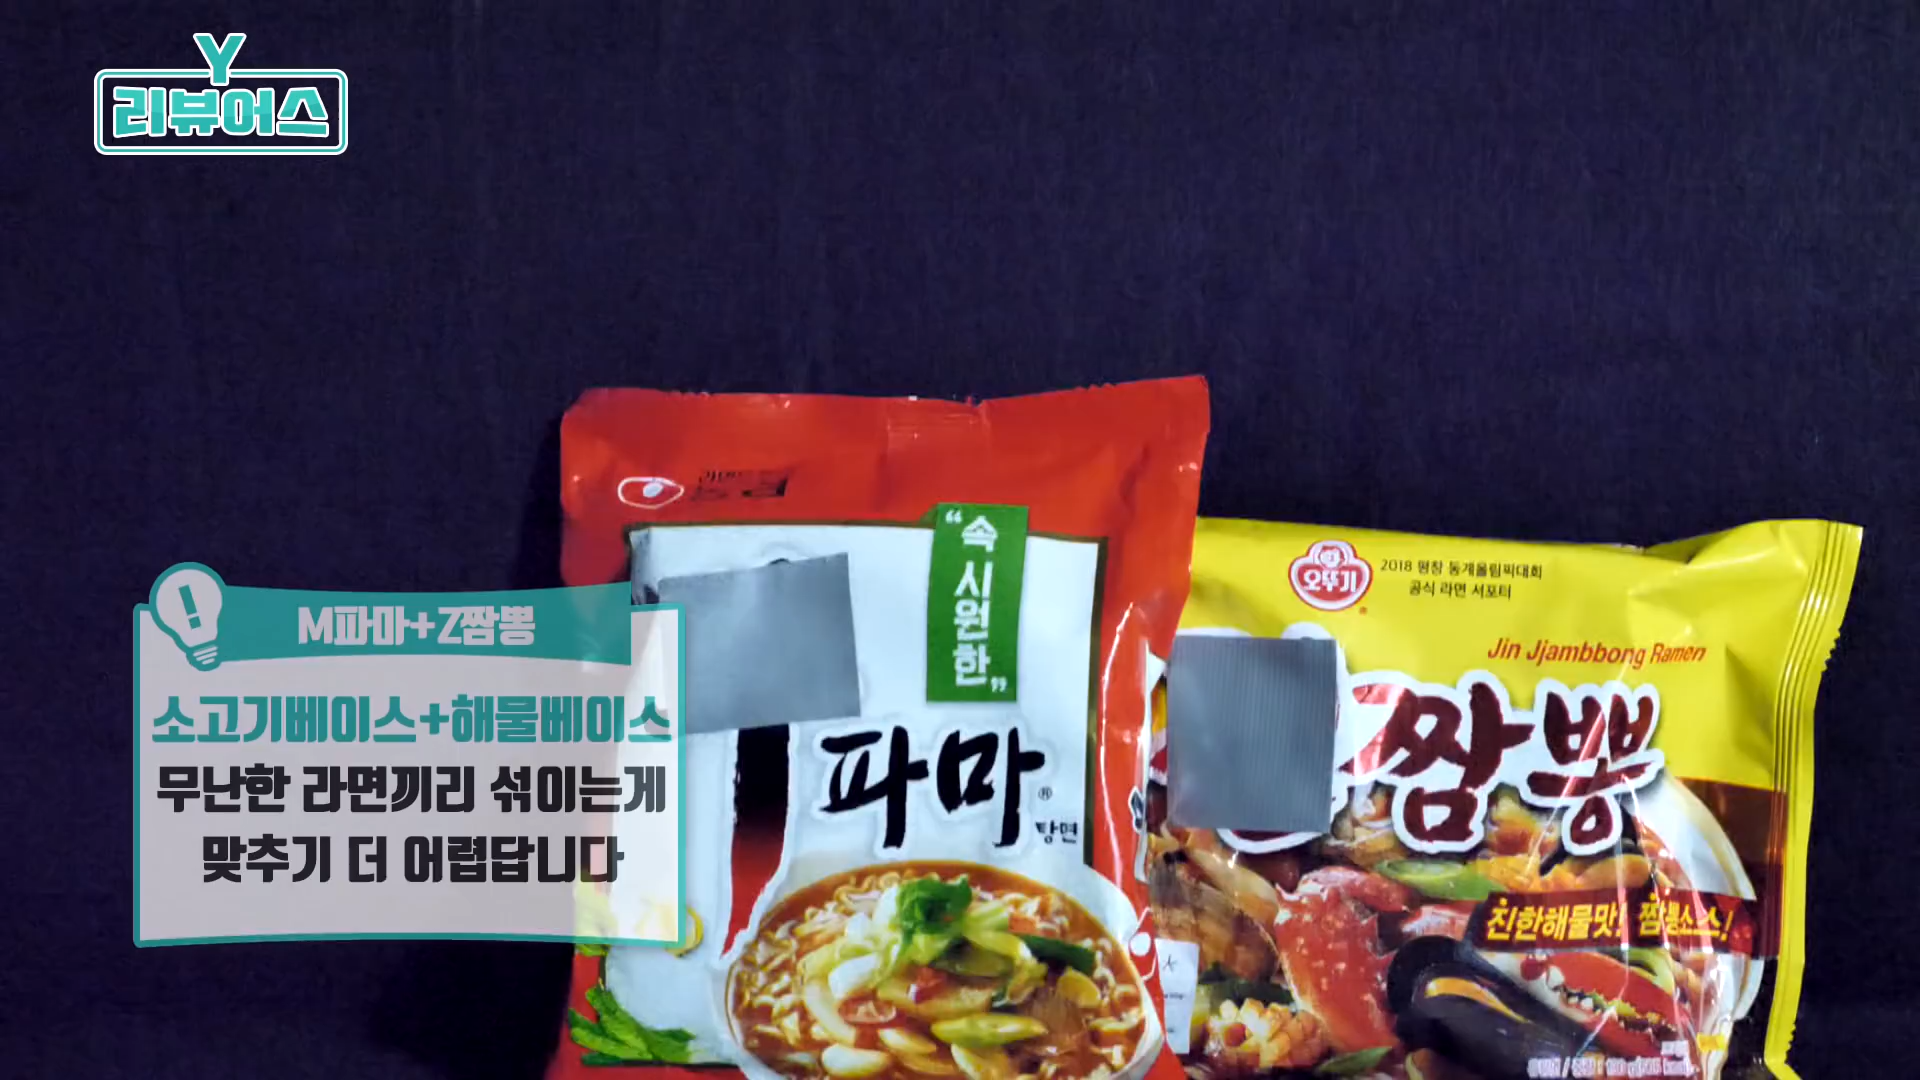 Y
리뷰어스
M파마+Z짬뽕
소고기베이스+해물베이스
무난한 라면끼리 섞이는게
맞추기 더 어렵답니다
“속 시원한”
파마®
탕면
오뚜기
2018 평창 동계올림픽대회
공식 라면 서포터
Jin Jjambbong Ramen
짬뽕
진한해물맛! 짬뽕소스!